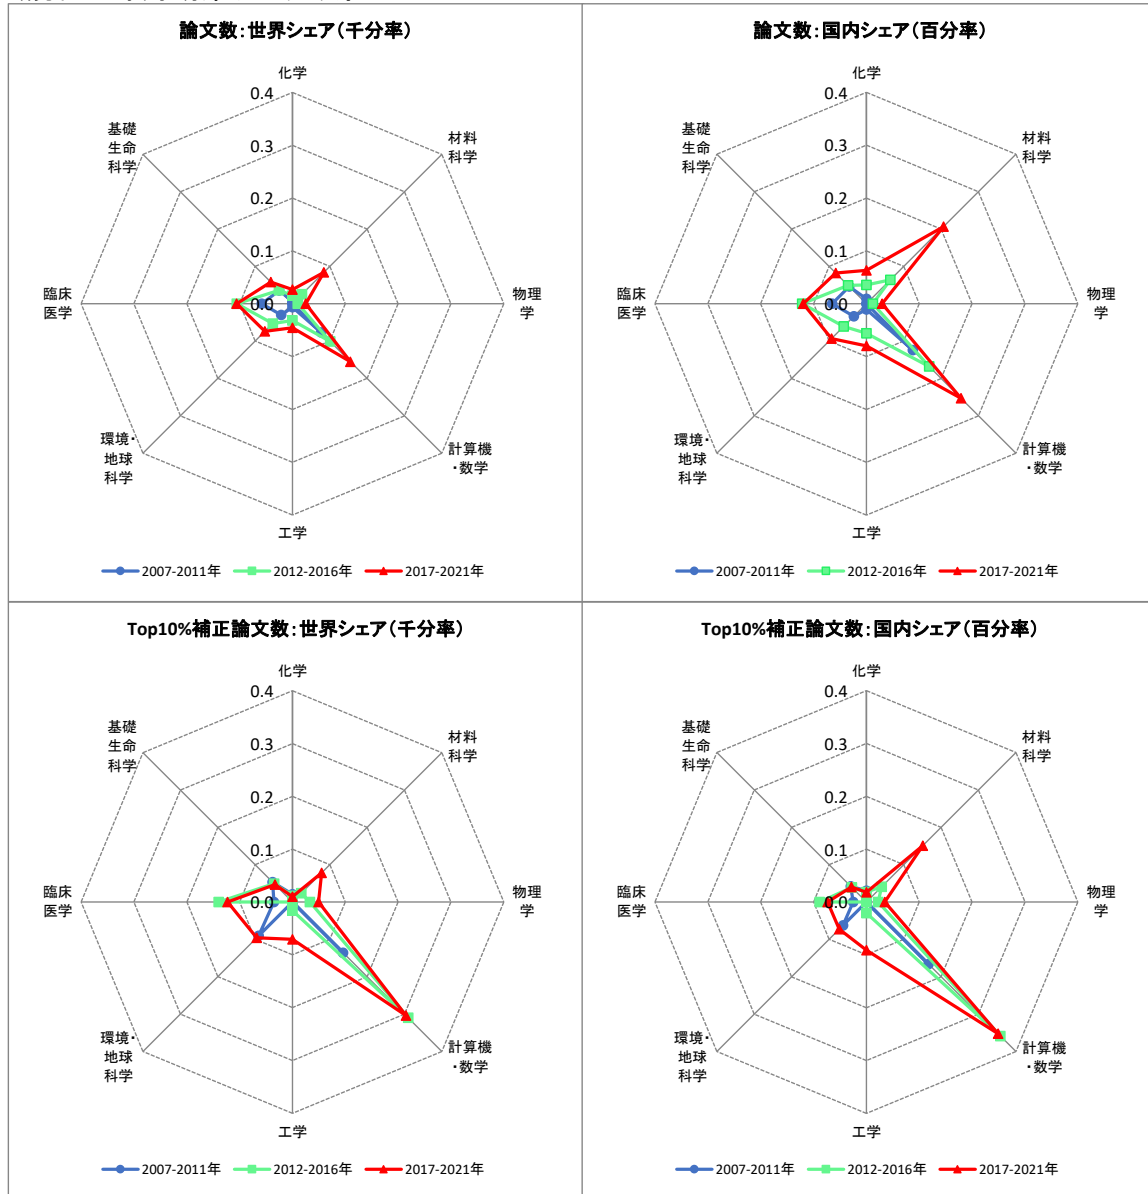 論文数：世界シェア（千分率）
化学
0.4
0.3
0.2
0.1
0.0
材料
科学
物理
学
計算機
・数学
工学
環境・
地球
科学
臨床
医学
基礎
生命
科学
2007-2011年 2012-2016年 2017-2021年
論文数：国内シェア（百分率）
化学
0.4
0.3
0.2
0.1
0.0
材料
科学
物理
学
計算機
・数学
工学
環境・
地球
科学
臨床
医学
基礎
生命
科学
2007-2011年 2012-2016年 2017-2021年
Top10%補正論文数：世界シェア（千分率）
化学
0.4
0.3
0.2
0.1
0.0
材料
科学
物理
学
計算機
・数学
工学
環境・
地球
科学
臨床
医学
基礎
生命
科学
2007-2011年 2012-2016年 2017-2021年
Top10%補正論文数：国内シェア（百分率）
化学
0.4
0.3
0.2
0.1
0.0
材料
科学
物理
学
計算機
・数学
工学
環境・
地球
科学
臨床
医学
基礎
生命
科学
2007-2011年 2012-2016年 2017-2021年